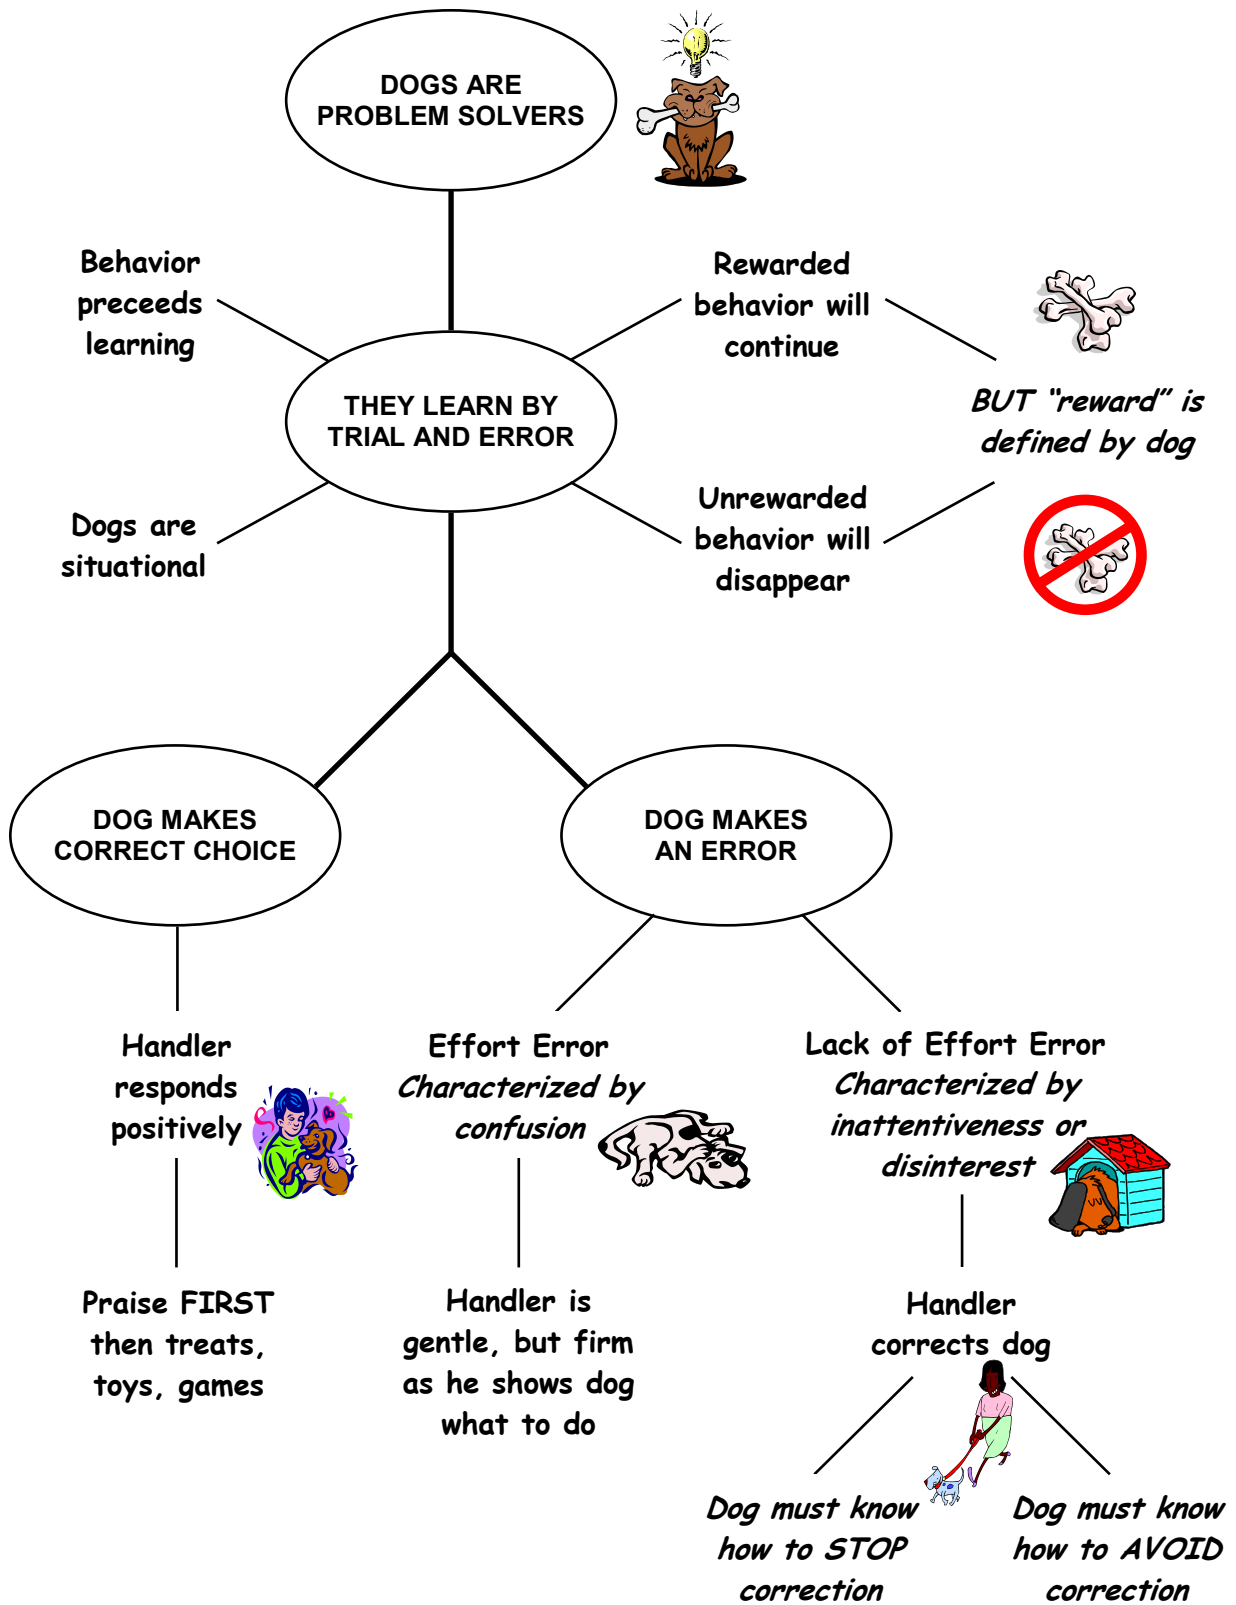 DOGS ARE
PROBLEM SOLVERS
Behavior
preceeds
learning
Rewarded
behavior will
continue
THEY LEARN BY
TRIAL AND ERROR
BUT “reward” is
defined by dog
Dogs are
situational
Unrewarded
behavior will
disappear
DOG MAKES
CORRECT CHOICE
DOG MAKES
AN ERROR
Handler
responds
positively
Effort Error
Characterized by
confusion
Lack of Effort Error
Characterized by
inattentiveness or
disinterest
Praise FIRST
then treats,
toys, games
Handler is
gentle, but firm
as he shows dog
what to do
Handler
corrects dog
Dog must know
how to STOP
correction
Dog must know
how to AVOID
correction